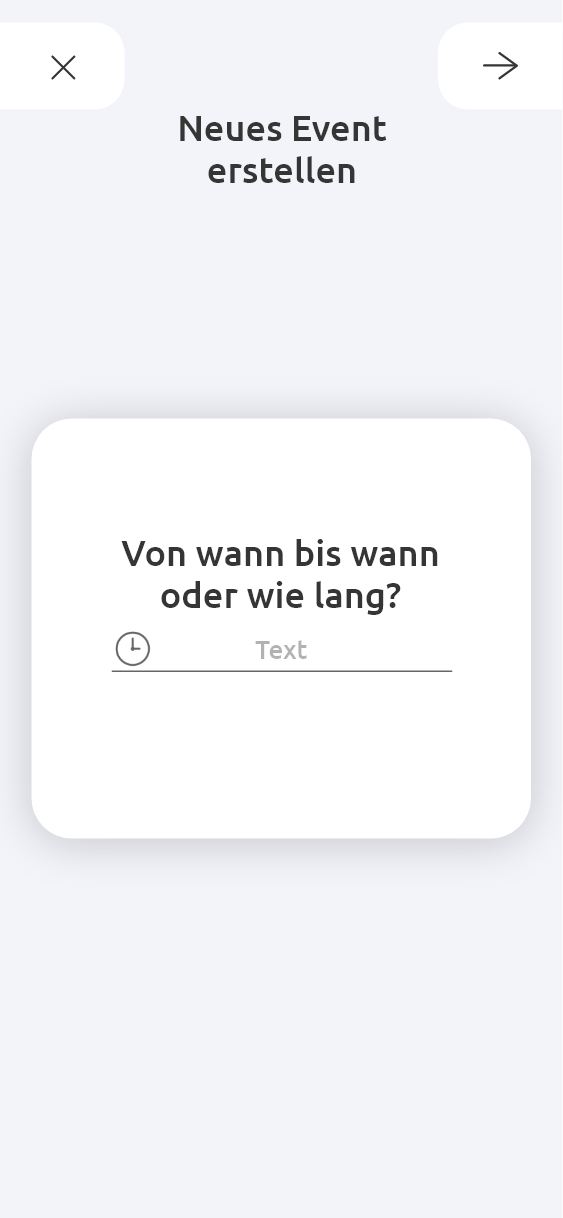 Neues Event
erstellen
Von wann bis wann
oder wie lang?
Text